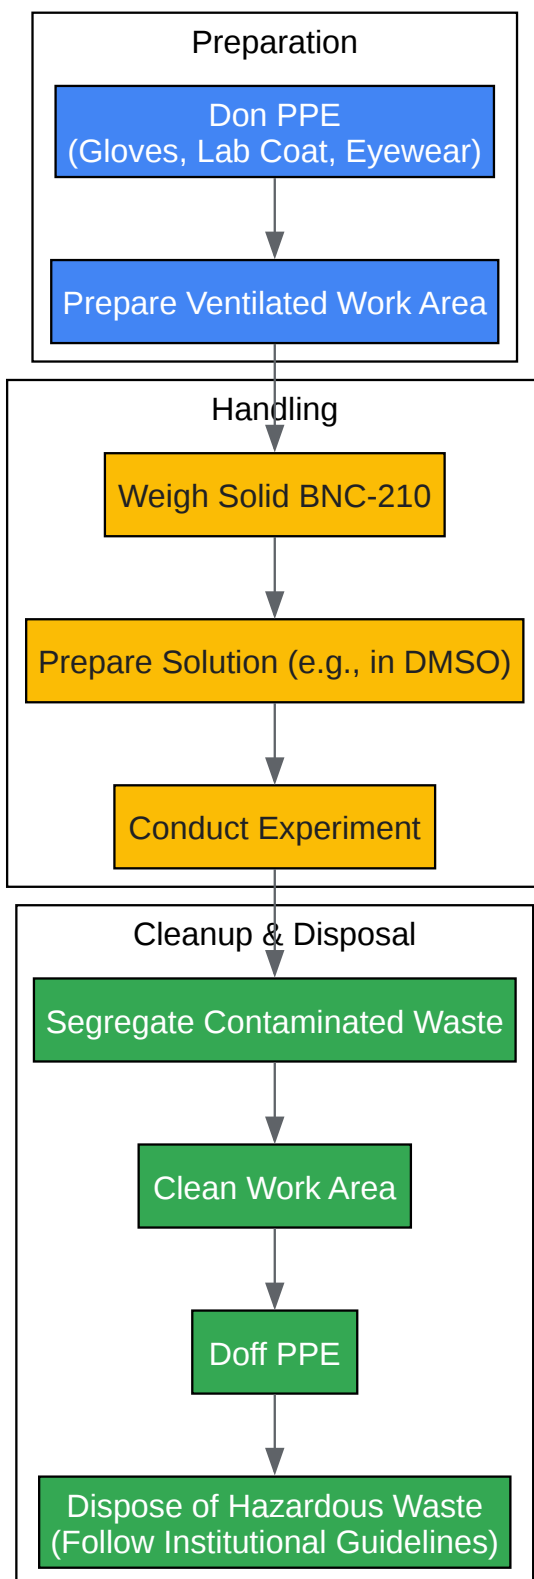 Preparation
Don PPE
(Gloves, Lab Coat, Eyewear)
Prepare Ventilated Work Area
Handling
Weigh Solid BNC-210
Prepare Solution (e.g., in DMSO)
Conduct Experiment
Cleanup & Disposal
Segregate Contaminated Waste
Clean Work Area
Doff PPE
Dispose of Hazardous Waste
(Follow Institutional Guidelines)